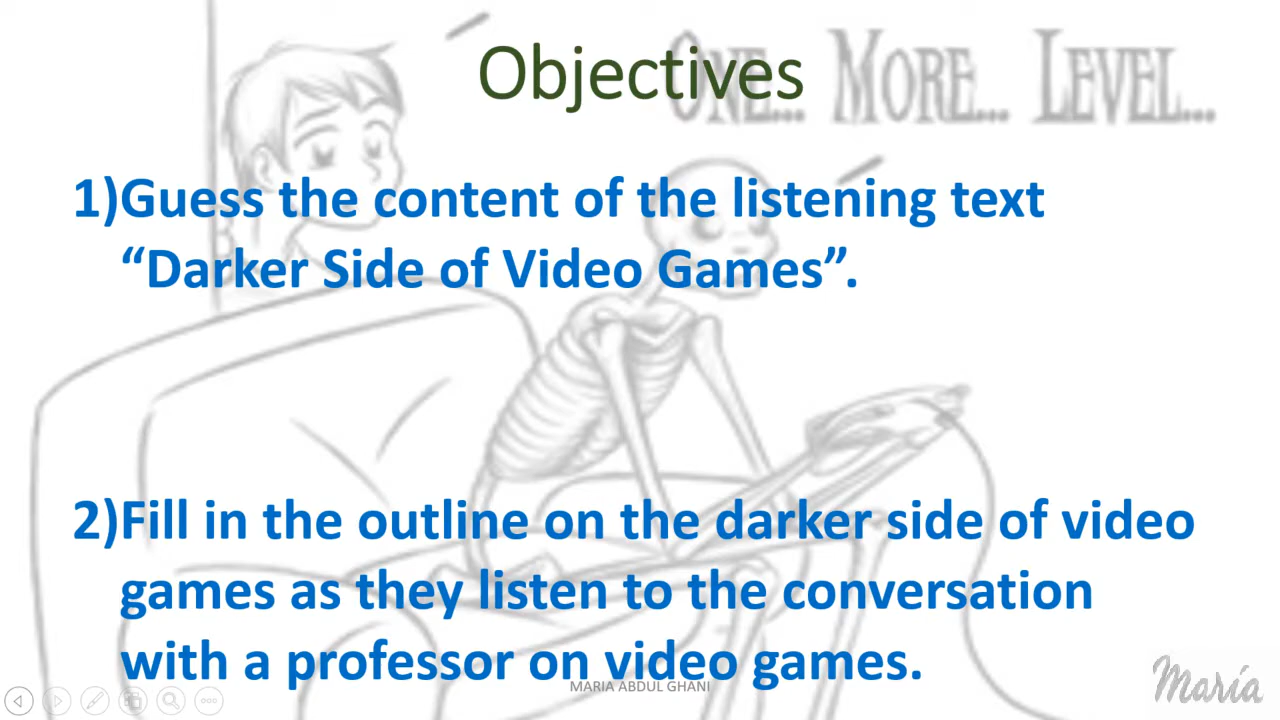 Objectives
ONE... MORE... LEVEL...
1)Guess the content of the listening text
“Darker Side of Video Games”.
2)Fill in the outline on the darker side of video
games as they listen to the conversation
with a professor on video games.
MARIA ABDUL GHANI
María